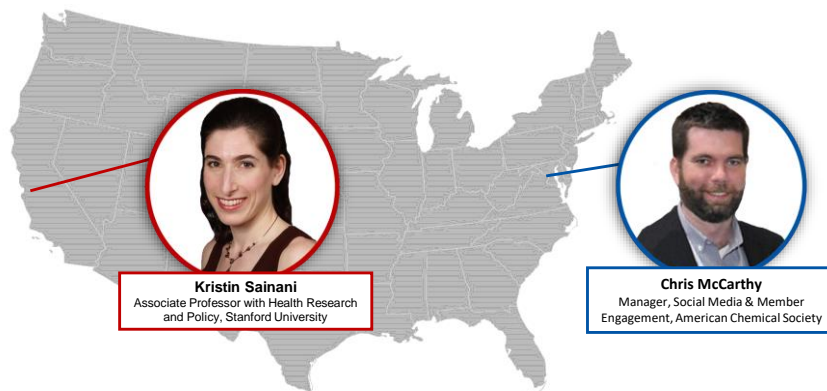 Kristin Sainani
Associate Professor with Health Research
and Policy, Stanford University
Chris McCarthy
Manager, Social Media & Member
Engagement, American Chemical Society